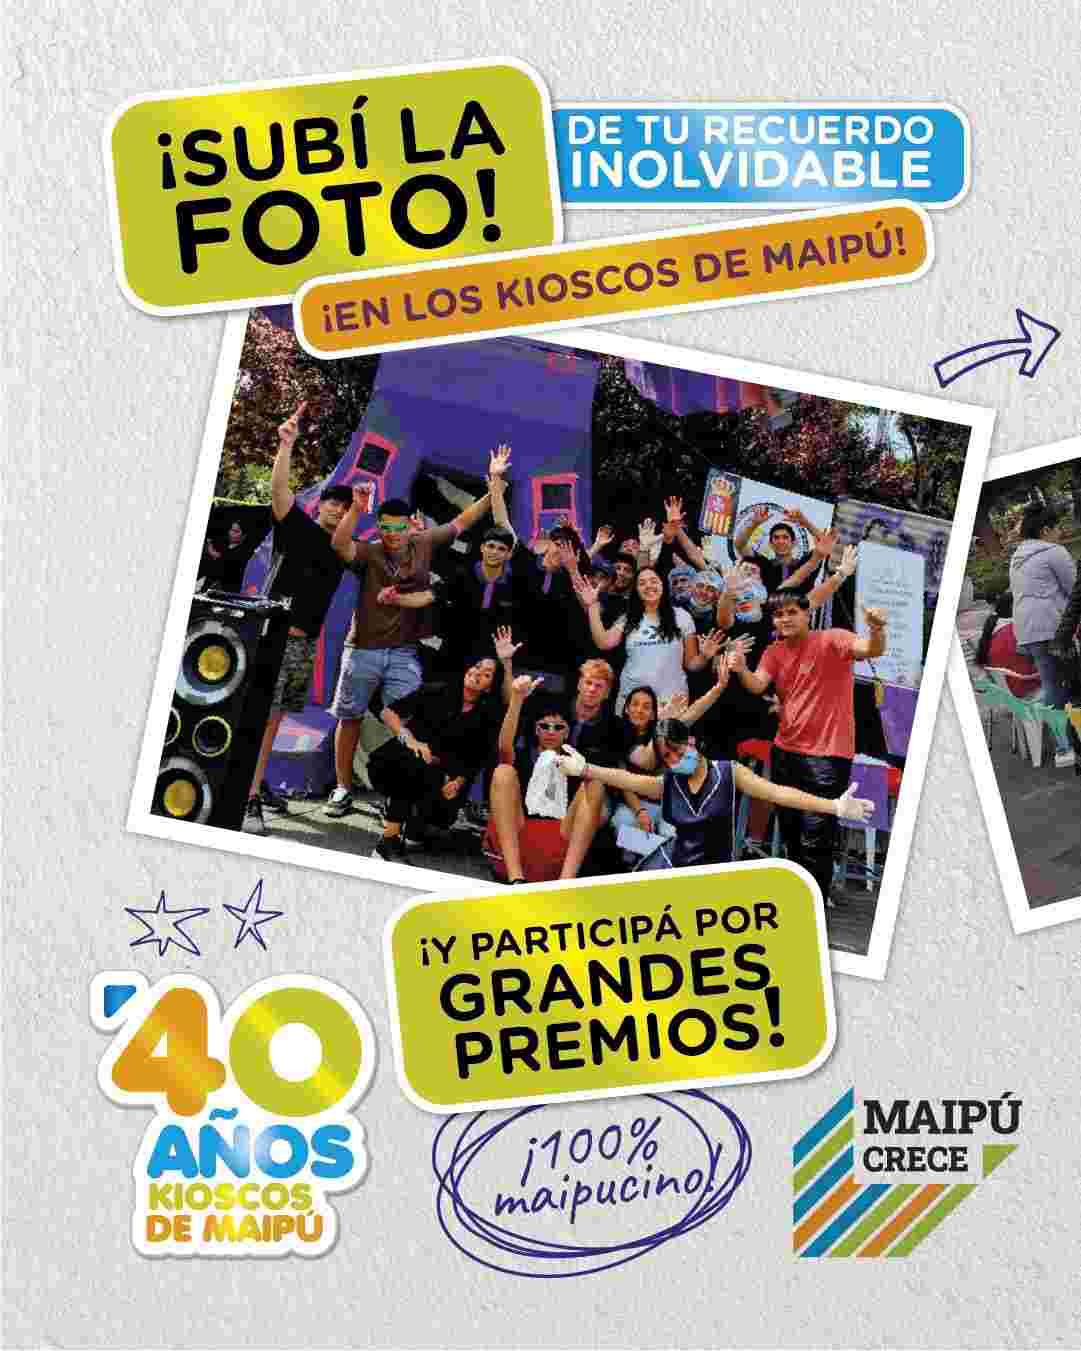 ¡SUBÍ LA
FOTO!
DE TU RECUERDO
INOLVIDABLE
¡EN LOS KIOSCOS DE MAIPÚ!
¡Y PARTICIPÁ POR
GRANDES
PREMIOS!
'40
AÑOS
KIOSCOS
DE MAIPÚ
¡100%
maipucino!
MAIPÚ
CRECE